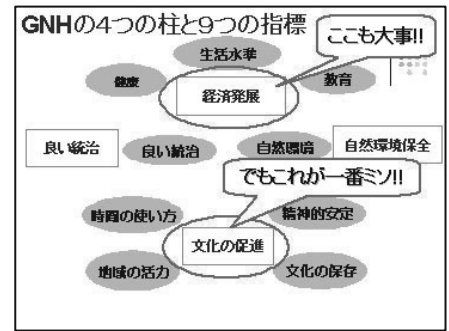 GNHの4つの柱と9つの指標
ここも大事!!
生活水準
健康
教育
経済発展
良い統治
良い統治
自然環境
自然環境保全
でもこれが一番ミソ!!
時間の使い方
精神的安定
文化の促進
地域の活力
文化の保存